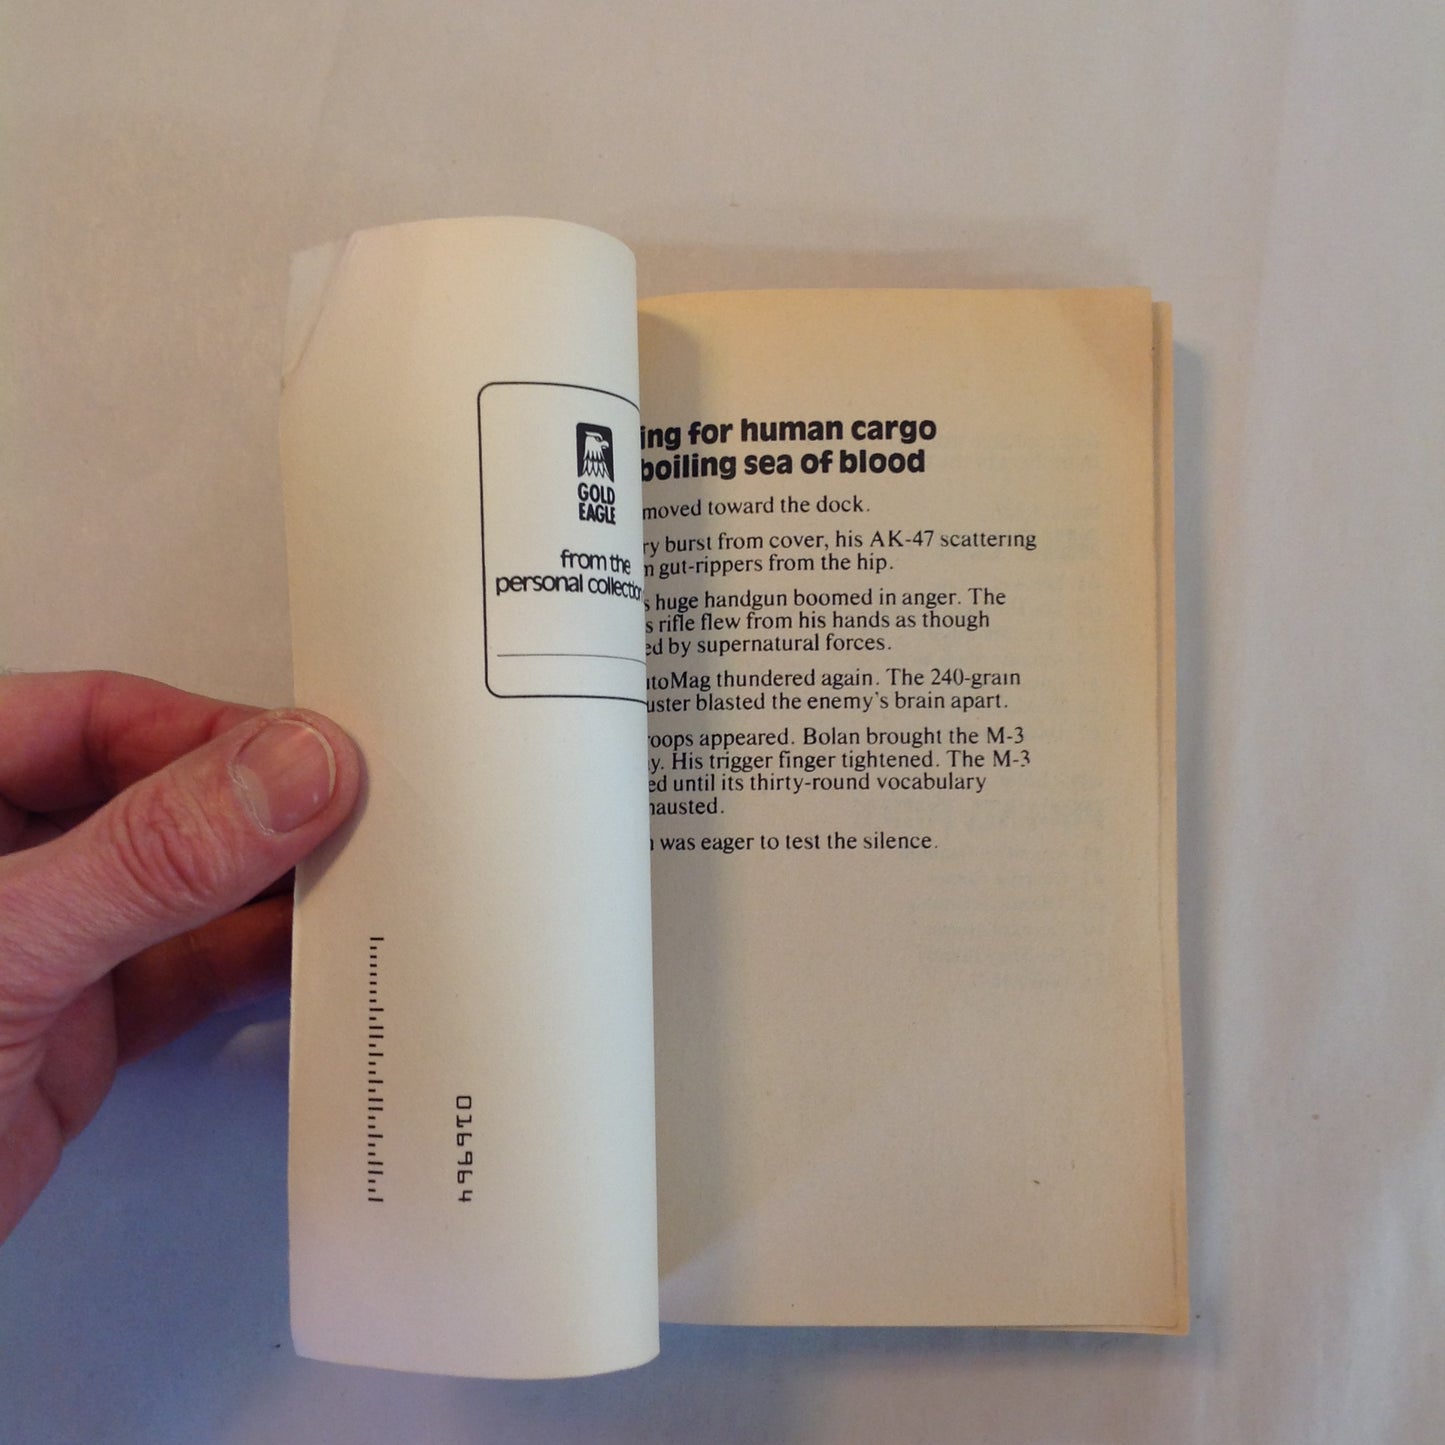 GOLD
EAGLE
from the
personal collection
016964
ing for human cargo
boiling sea of blood
moved toward the dock.
ry burst from cover, his AK-47 scattering
m gut-rippers from the hip.
s huge handgun boomed in anger. The
s rifle flew from his hands as though
ed by supernatural forces.
utoMag thundered again. The 240-grain
uster blasted the enemy's brain apart.
roops appeared. Bolan brought the M-3
y. His trigger finger tightened. The M-3
ed until its thirty-round vocabulary
hausted.
n was eager to test the silence.